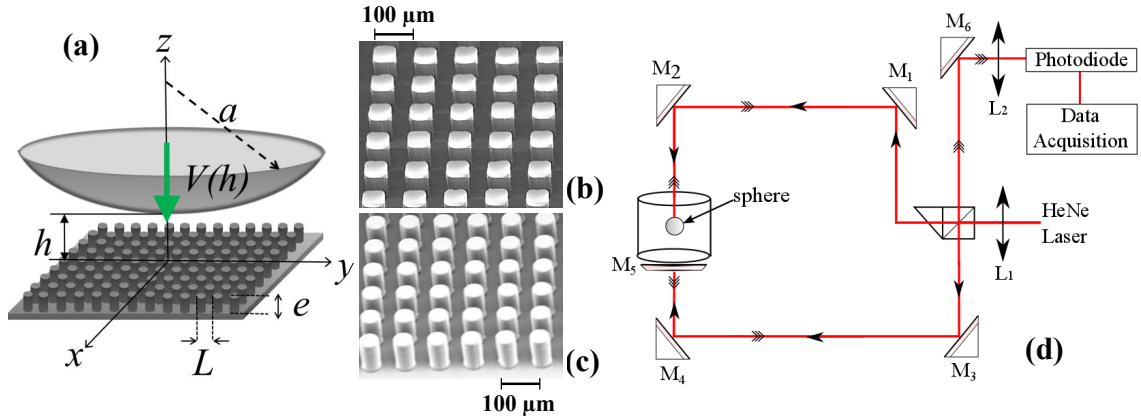 (a)
z
a
V(h)
h
y
e
x
L
100 μm
(b)
(c)
100 μm
M6
M2
M1
L2
Photodiode
Data
Acquisition
sphere
HeNe
Laser
M5
L1
M4
M3
(d)